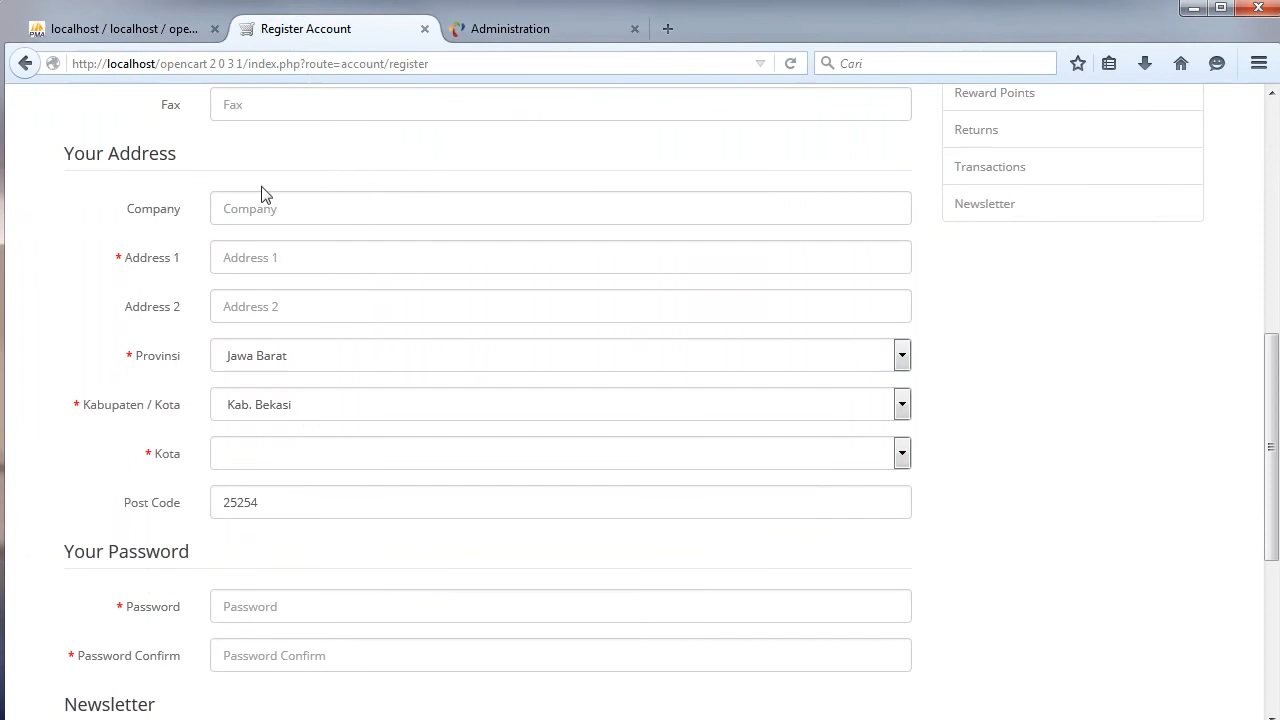 localhost / localhost / ope...
Register Account
Administration
http://localhost/opencart 2 0 3 1/index.php?route=account/register
Cari
Fax
Fax
Reward Points
Returns
Transactions
Newsletter
Your Address
Company
Company
* Address 1
Address 1
Address 2
Address 2
* Provinsi
Jawa Barat
* Kabupaten / Kota
Kab. Bekasi
* Kota
Post Code
25254
Your Password
* Password
Password
* Password Confirm
Password Confirm
Newsletter